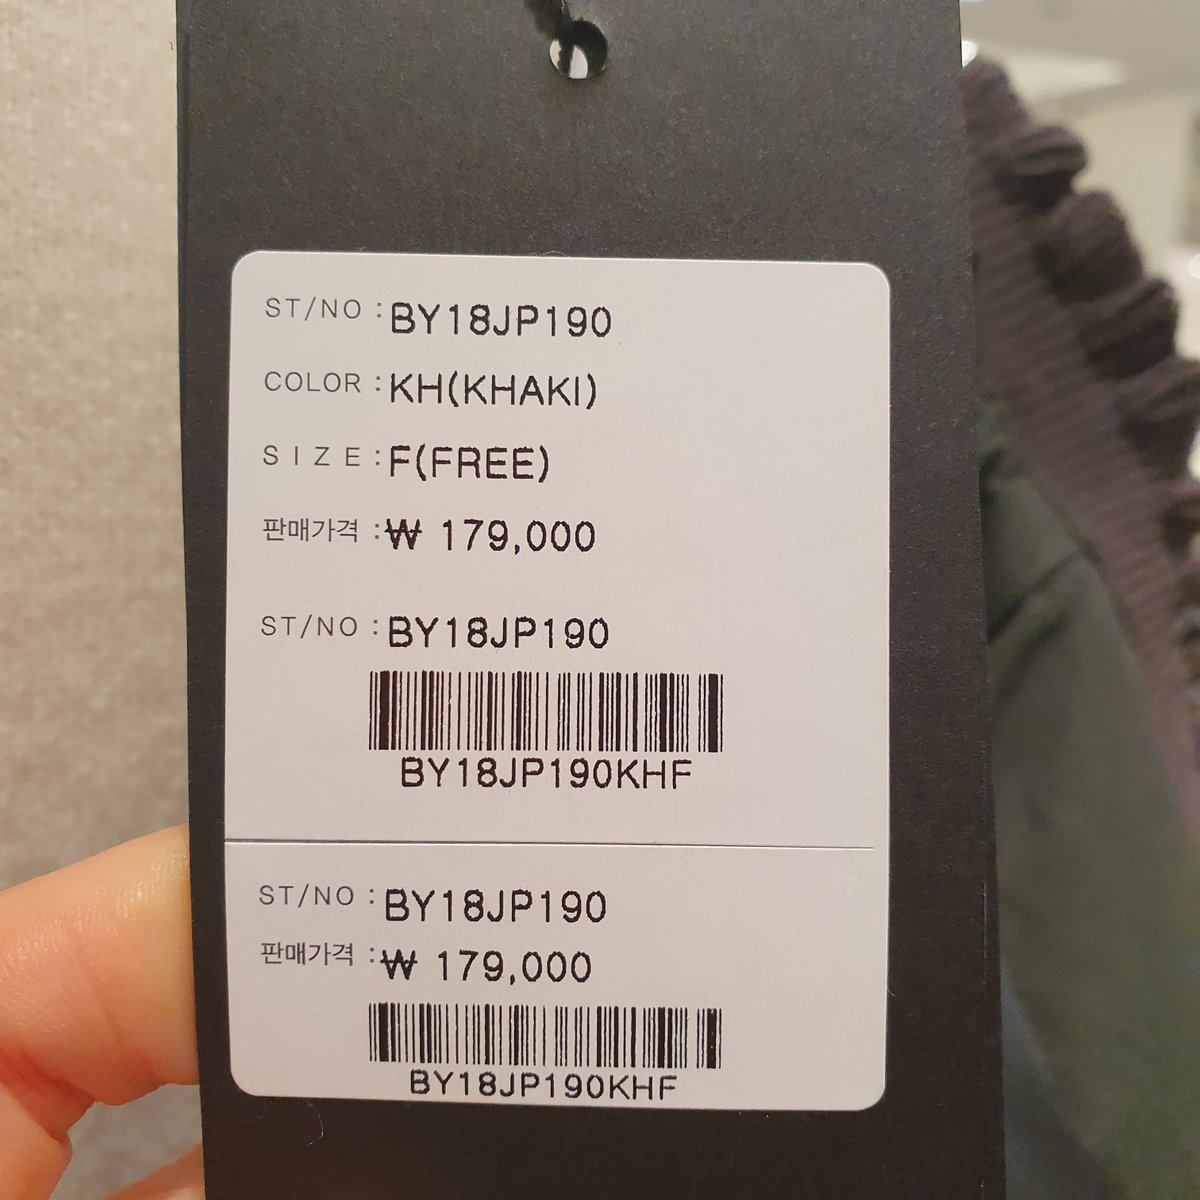 ST/NO : BY18JP190
COLOR : KH(KHAKI)
SIZE : F(FREE)
판매가격 : ₩ 179,000
ST/NO : BY18JP190
BY18JP190KHF
ST/NO : BY18JP190
판매가격 : ₩ 179,000
BY18JP190KHF